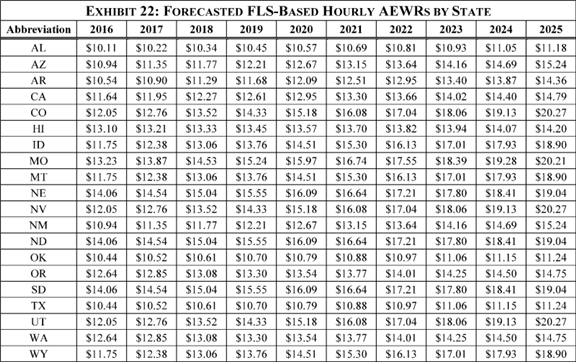 EXHIBIT 22: FORECASTED FLS-BASED HOURLY AEWRS BY STATE
Abbreviation 2016 2017 2018 2019 2020 2021 2022 2023 2024 2025
AL $10.11 $10.22 $10.34 $10.45 $10.57 $10.69 $10.81 $10.93 $11.05 $11.18
AZ $10.94 $11.35 $11.77 $12.21 $12.67 $13.15 $13.64 $14.16 $14.69 $15.24
AR $10.54 $10.90 $11.29 $11.68 $12.09 $12.51 $12.95 $13.40 $13.87 $14.36
CA $11.64 $11.95 $12.27 $12.61 $12.95 $13.30 $13.66 $14.02 $14.40 $14.79
CO $12.05 $12.76 $13.52 $14.33 $15.18 $16.08 $17.04 $18.06 $19.13 $20.27
HI $13.10 $13.21 $13.33 $13.45 $13.57 $13.70 $13.82 $13.94 $14.07 $14.20
ID $11.75 $12.38 $13.06 $13.76 $14.51 $15.30 $16.13 $17.01 $17.93 $18.90
MO $13.23 $13.87 $14.53 $15.24 $15.97 $16.74 $17.55 $18.39 $19.28 $20.21
MT $11.75 $12.38 $13.06 $13.76 $14.51 $15.30 $16.13 $17.01 $17.93 $18.90
NE $14.06 $14.54 $15.04 $15.55 $16.09 $16.64 $17.21 $17.80 $18.41 $19.04
NV $12.05 $12.76 $13.52 $14.33 $15.18 $16.08 $17.04 $18.06 $19.13 $20.27
NM $10.94 $11.35 $11.77 $12.21 $12.67 $13.15 $13.64 $14.16 $14.69 $15.24
ND $14.06 $14.54 $15.04 $15.55 $16.09 $16.64 $17.21 $17.80 $18.41 $19.04
OK $10.44 $10.52 $10.61 $10.70 $10.79 $10.88 $10.97 $11.06 $11.15 $11.24
OR $12.64 $12.85 $13.08 $13.30 $13.54 $13.77 $14.01 $14.25 $14.50 $14.75
SD $14.06 $14.54 $15.04 $15.55 $16.09 $16.64 $17.21 $17.80 $18.41 $19.04
TX $10.44 $10.52 $10.61 $10.70 $10.79 $10.88 $10.97 $11.06 $11.15 $11.24
UT $12.05 $12.76 $13.52 $14.33 $15.18 $16.08 $17.04 $18.06 $19.13 $20.27
WA $12.64 $12.85 $13.08 $13.30 $13.54 $13.77 $14.01 $14.25 $14.50 $14.75
WY $11.75 $12.38 $13.06 $13.76 $14.51 $15.30 $16.13 $17.01 $17.93 $18.90